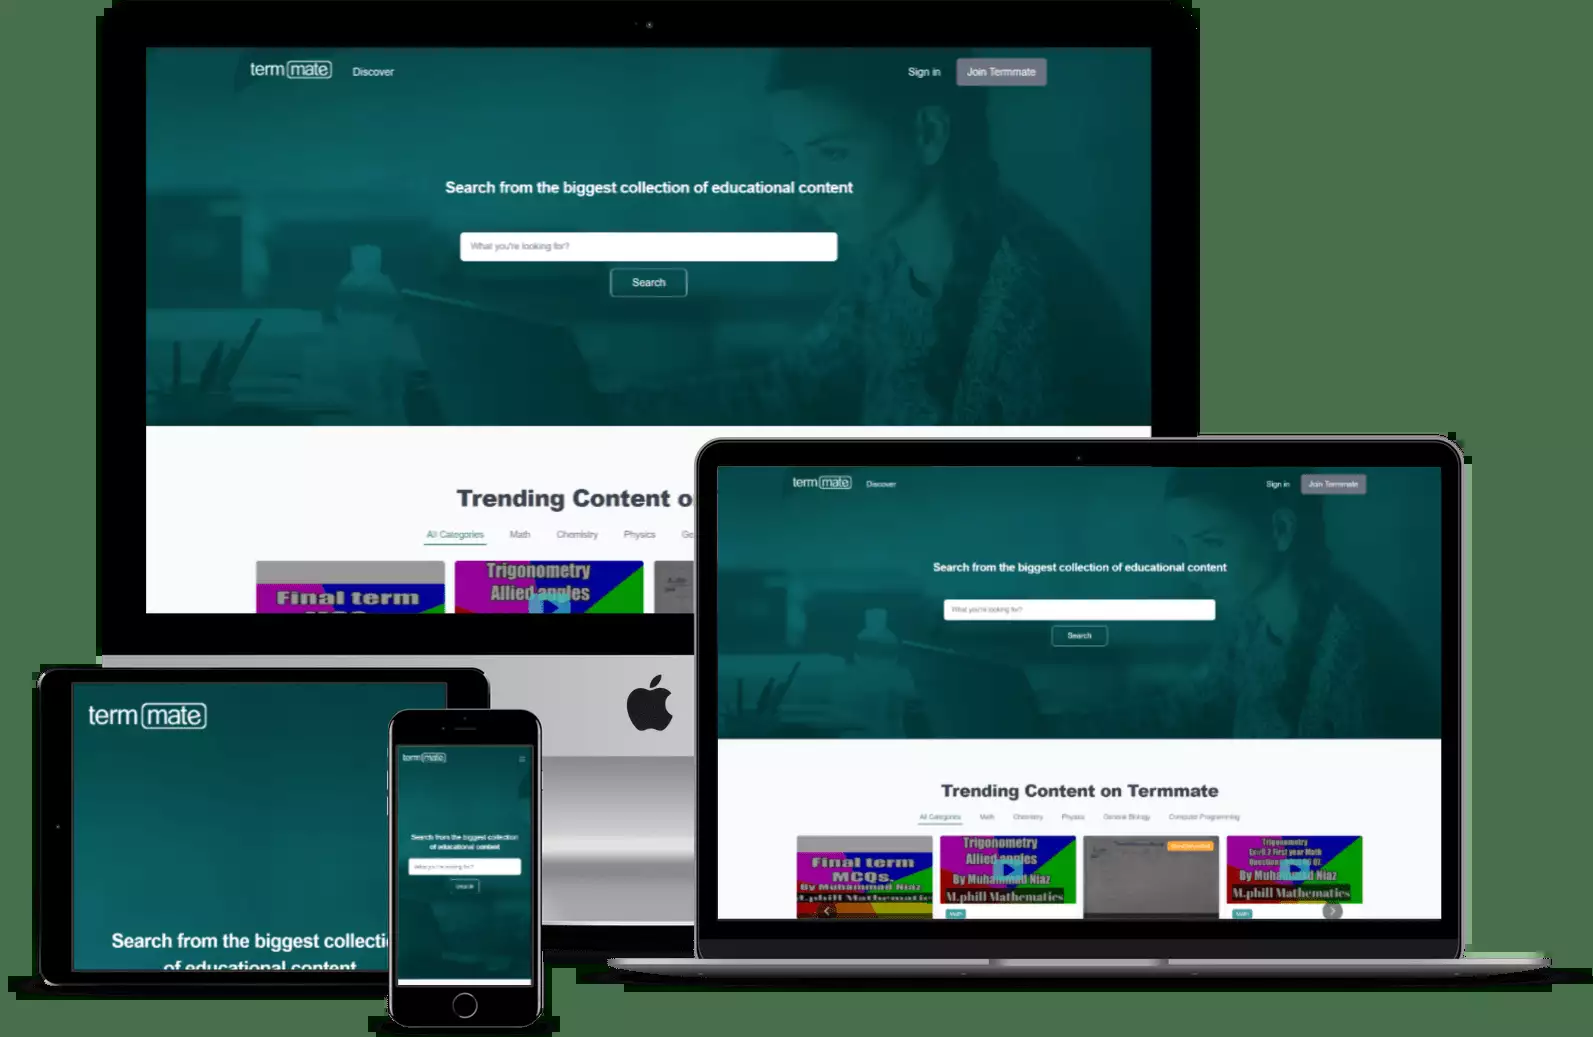 term mate
Discover
Sign in
Join Termmate
Search from the biggest collection of educational content
What you're looking for?
Search
Trending Content o
All Categories
Math
Chemistry
Physics
Ge
Final term
Trigonometry
Allied angles
term mate
Discover
Sign in
Join Termmate
Search from the biggest collection of educational content
What you're looking for?
Search
Trending Content on Termmate
All Categories
Math
Chemistry
Physics
General Biology
Computer Programming
Final term
MCQs.
By Muhammad Niaz
M.phill Mathematics
Trigonometry
Allied angles
By Muhammad Niaz
M.phill Mathematics
Math
Trigonometry
First year Math
By Muhammad Niaz
M.phill Mathematics
Math
term mate
Search from the biggest collecti
of educational content
term mate
Search from the biggest collection
of educational content
What you're looking for?
Search